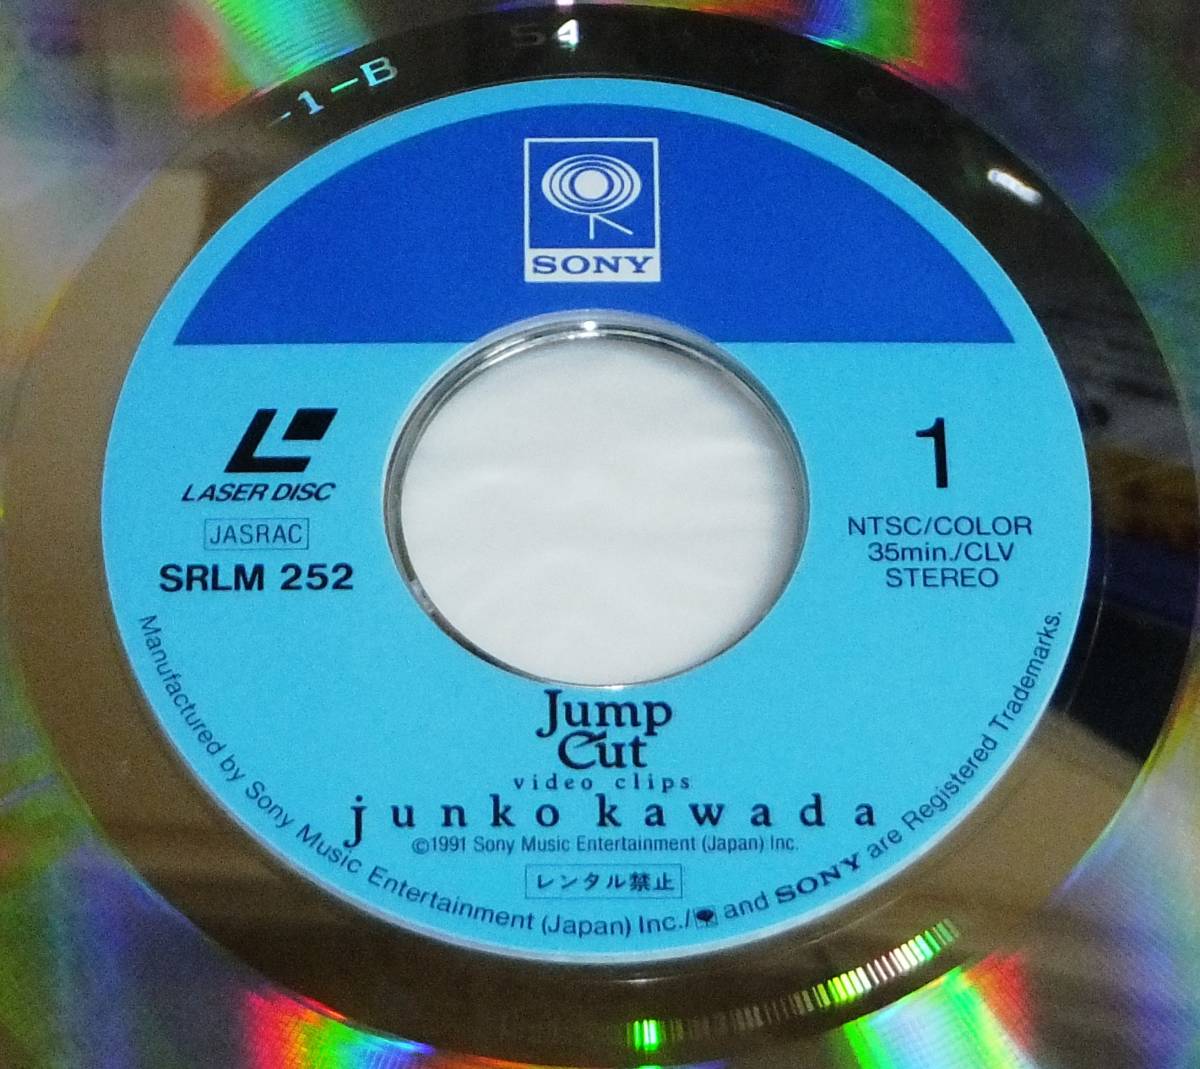 -1-B
54
SONY
LASER DISC
JASRAC
SRLM 252
1
NTSC/COLOR
35min./CLV
STEREO
Jump
Cut
video clips
junko kawada
©1991 Sony Music Entertainment (Japan) Inc.
レンタル禁止
Manufactured by Sony Music Entertainment (Japan) Inc./ and SONY are Registered Trademarks.